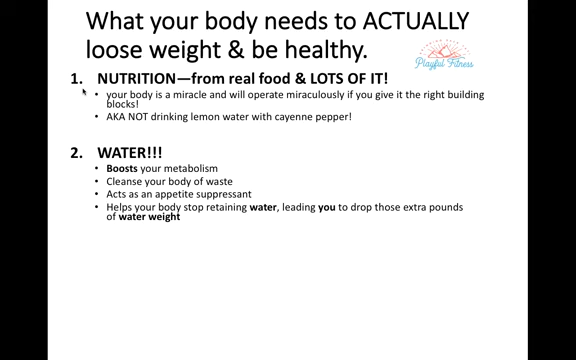 What your body needs to ACTUALLY
loose weight & be healthy.
Playful Fitness
1. NUTRITION—from real food & LOTS OF IT!
• your body is a miracle and will operate miraculously if you give it the right building
blocks!
• AKA NOT drinking lemon water with cayenne pepper!
2. WATER!!!
• Boosts your metabolism
• Cleanse your body of waste
• Acts as an appetite suppressant
• Helps your body stop retaining water, leading you to drop those extra pounds
of water weight